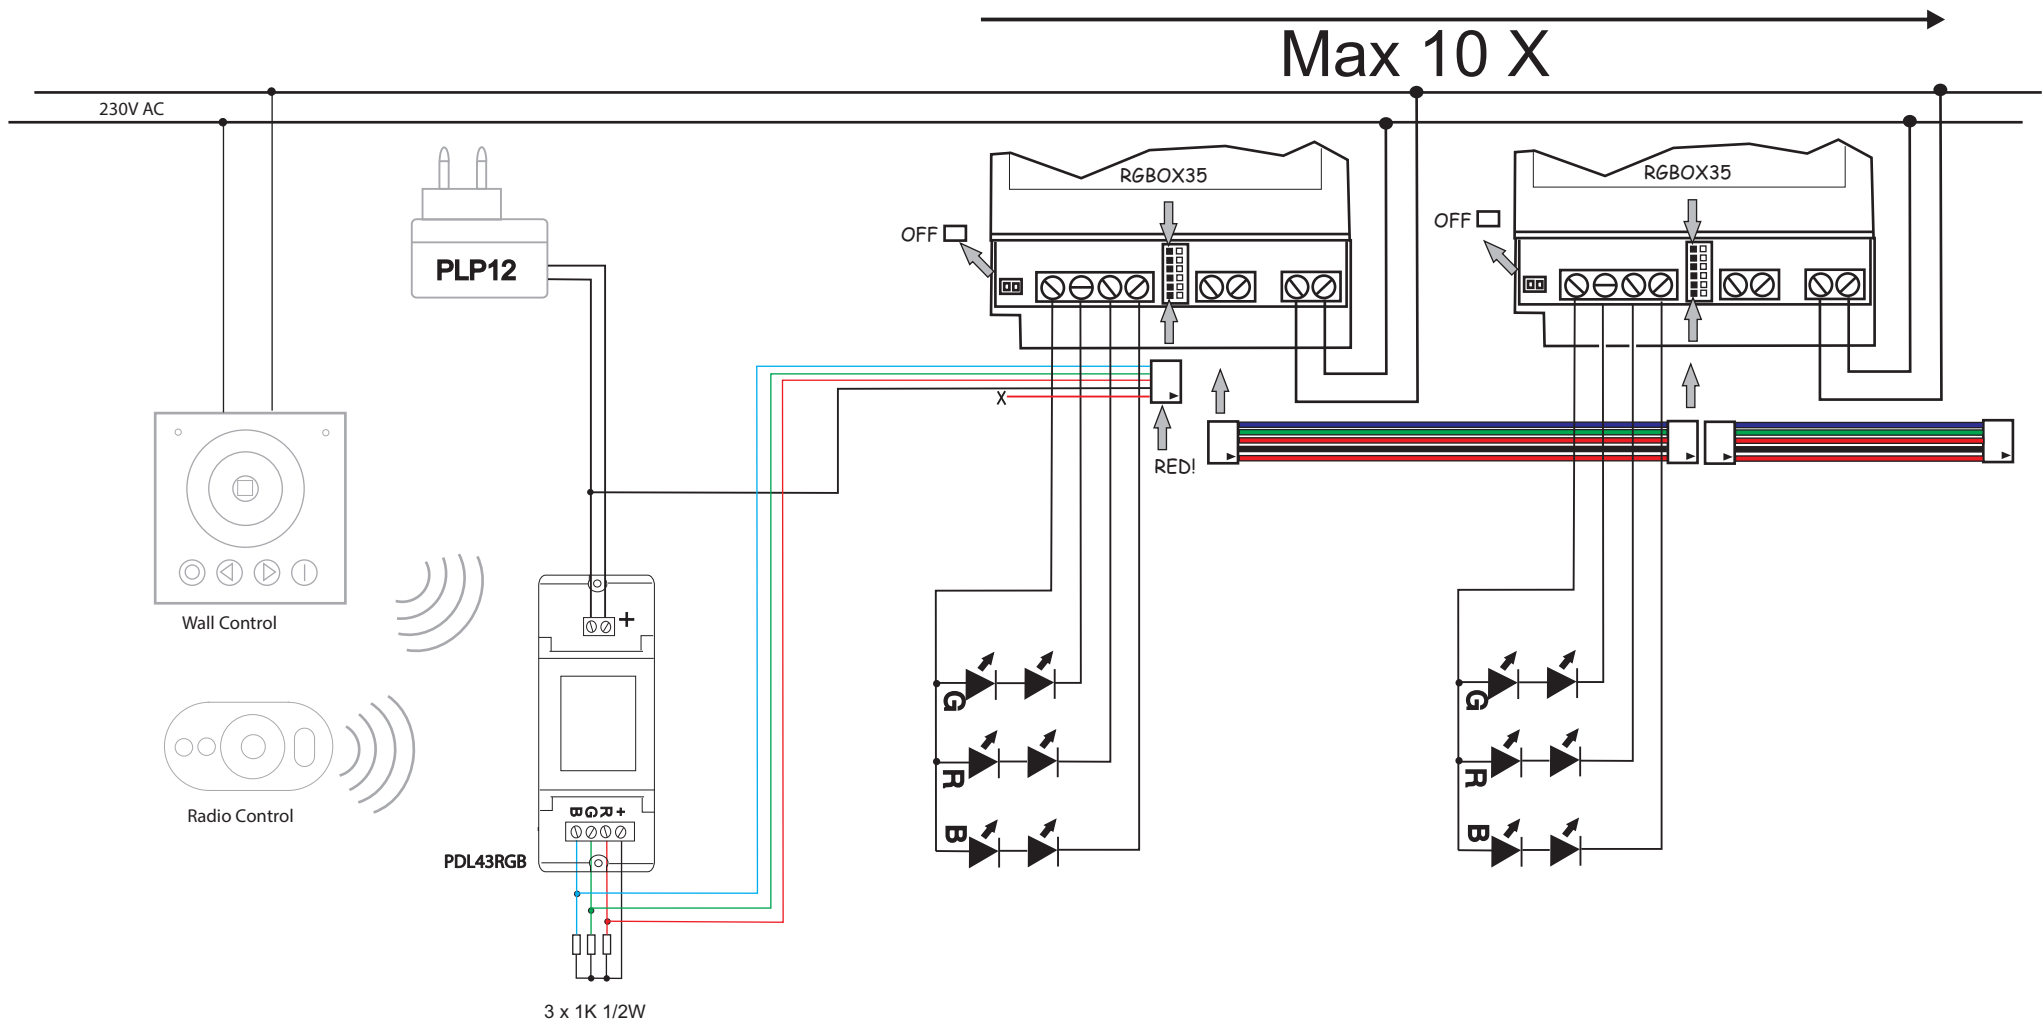 Max 10 X
230V AC
RGBOX35
RGBOX35
OFF
OFF
PLP12
X
RED!
Wall Control
+
G
G
R
R
Radio Control
B G R +
B
B
PDL43RGB
3 x 1K 1/2W